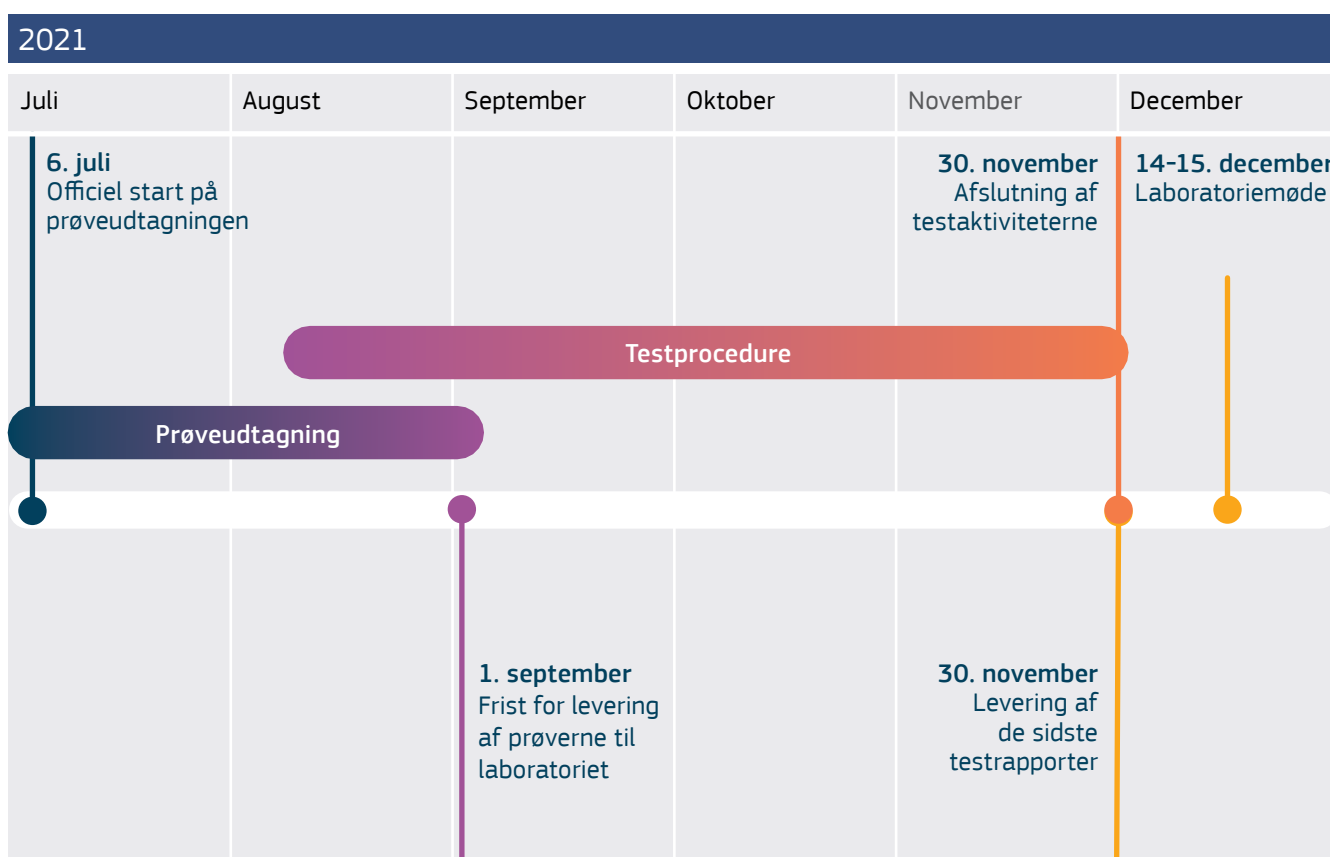 2021
Juli
August
September
Oktober
November
December
6. juli
Officiel start på
prøveudtagningen
30. november
Afslutning af
testaktiviteterne
14-15. december
Laboratoriemøde
Testprocedure
Prøveudtagning
1. september
Frist for levering
af prøverne til
laboratoriet
30. november
Levering af
de sidste
testrapporter